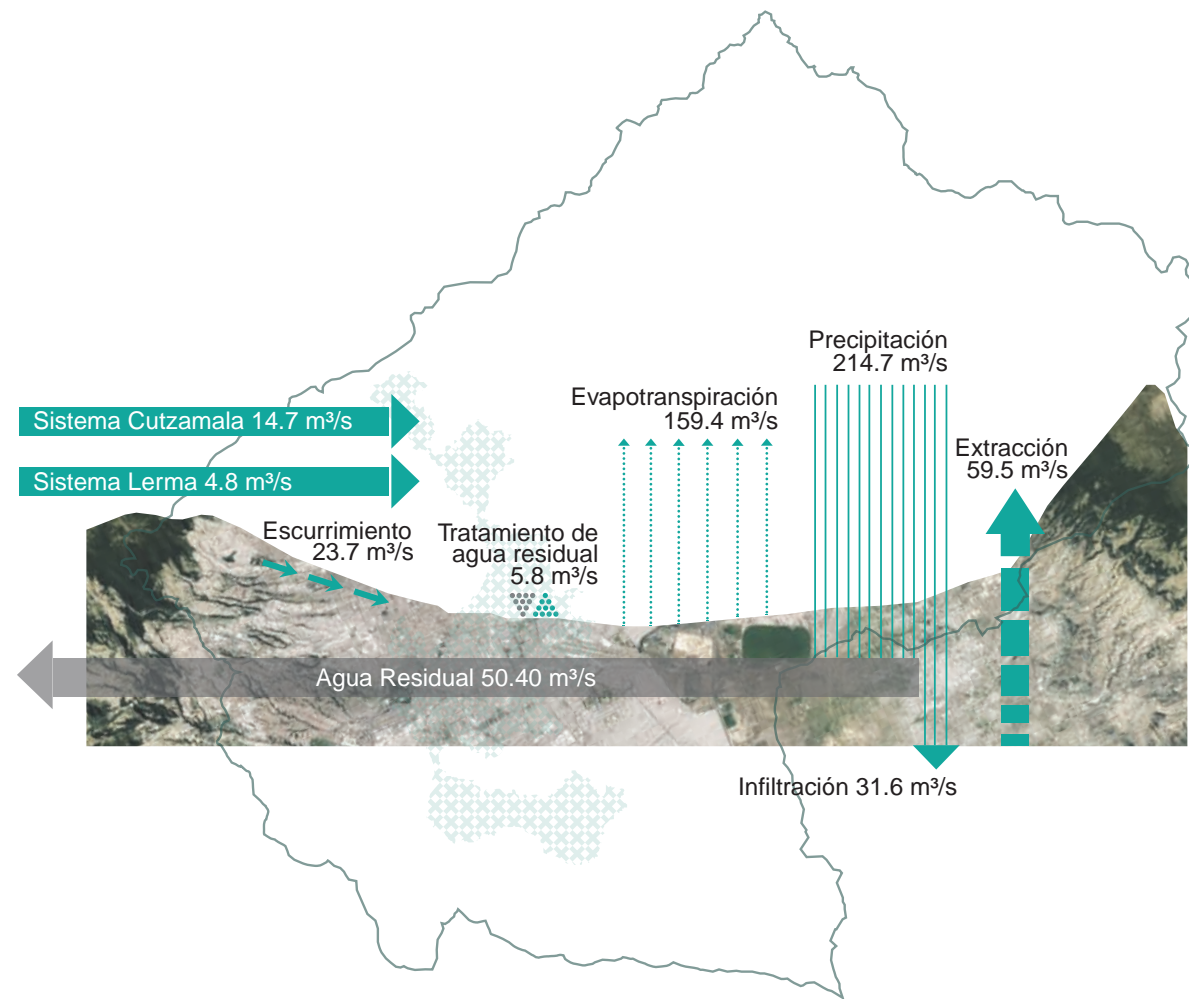 Precipitación
214.7 m³/s
Evapotranspiración
159.4 m³/s
Sistema Cutzamala 14.7 m³/s
Extracción
59.5 m³/s
Sistema Lerma 4.8 m³/s
Escurrimiento
23.7 m³/s
Tratamiento de
agua residual
5.8 m³/s
Agua Residual 50.40 m³/s
Infiltración 31.6 m³/s